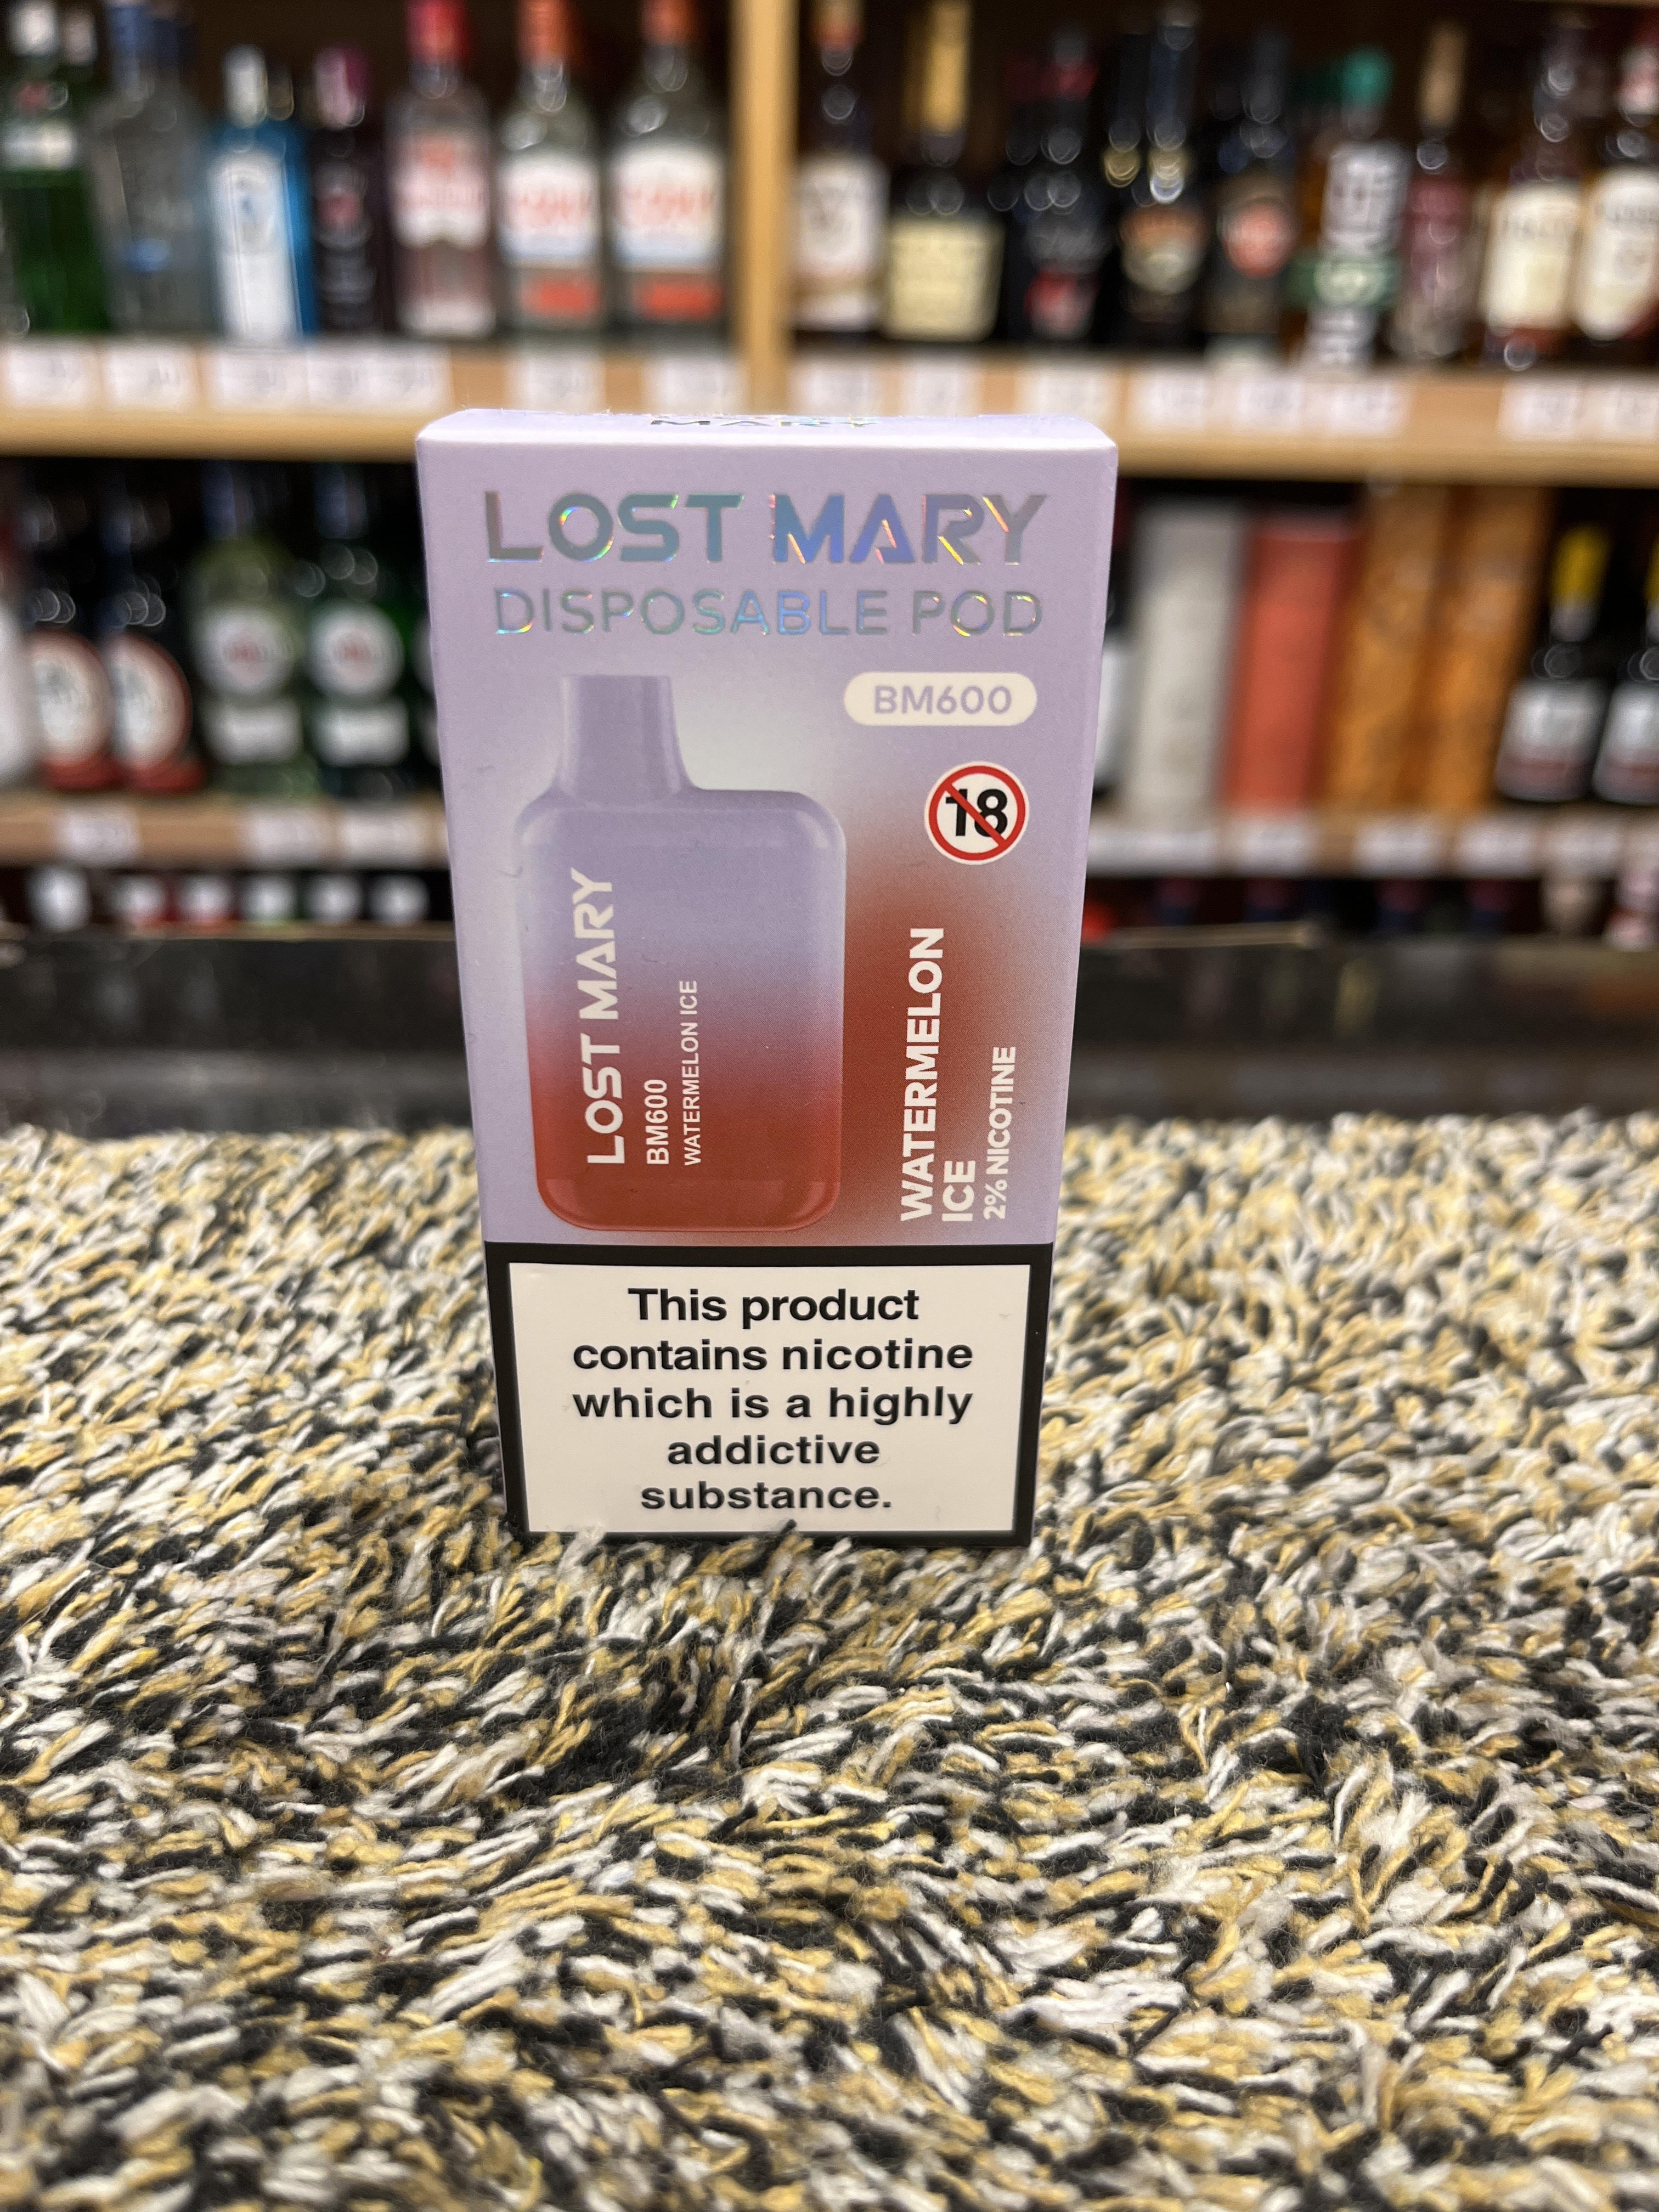 MARY
LOST MARY
DISPOSABLE POD
BM600
18
LOST MARY
BM600
WATERMELON ICE
WATERMELON
ICE
2% NICOTINE
This product
contains nicotine
which is a highly
addictive
substance.